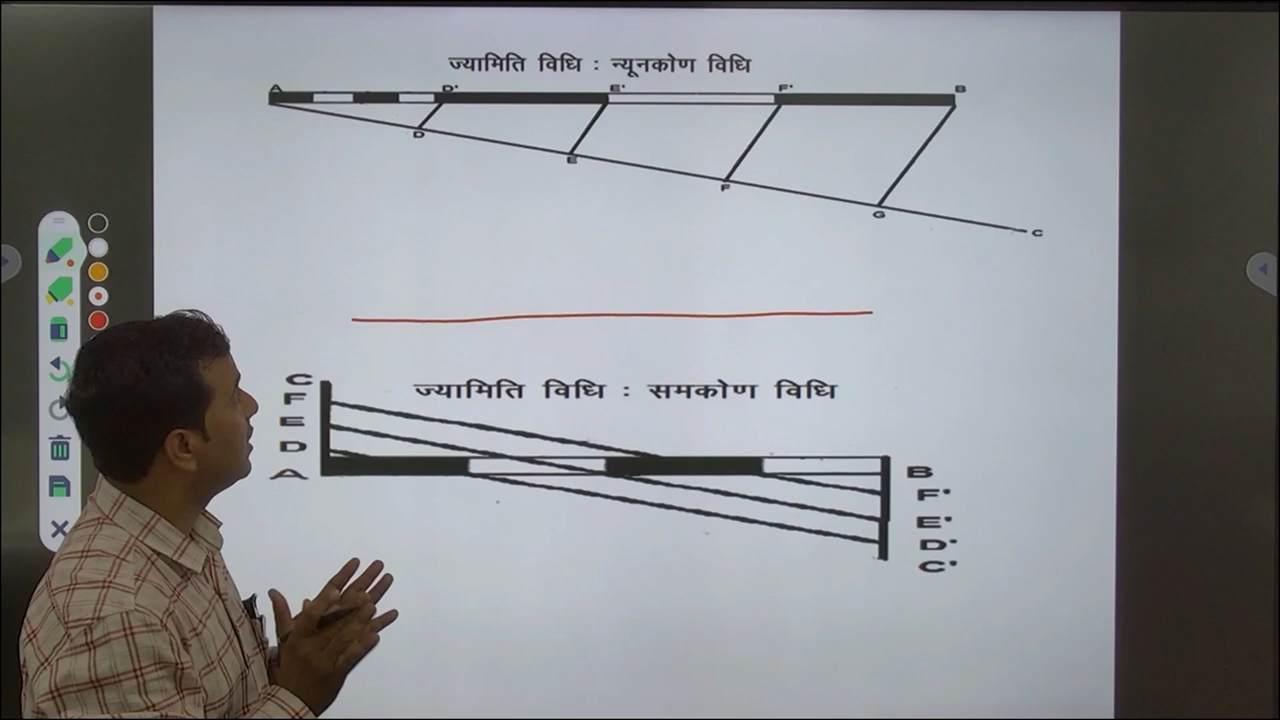 ज्यामिति विधि : न्यूनकोण विधि
A D' E' F' B
D
E
F
G
C
C
ज्यामिति विधि : समकोण विधि
F
E
D
A
B
F'
E'
D'
C'